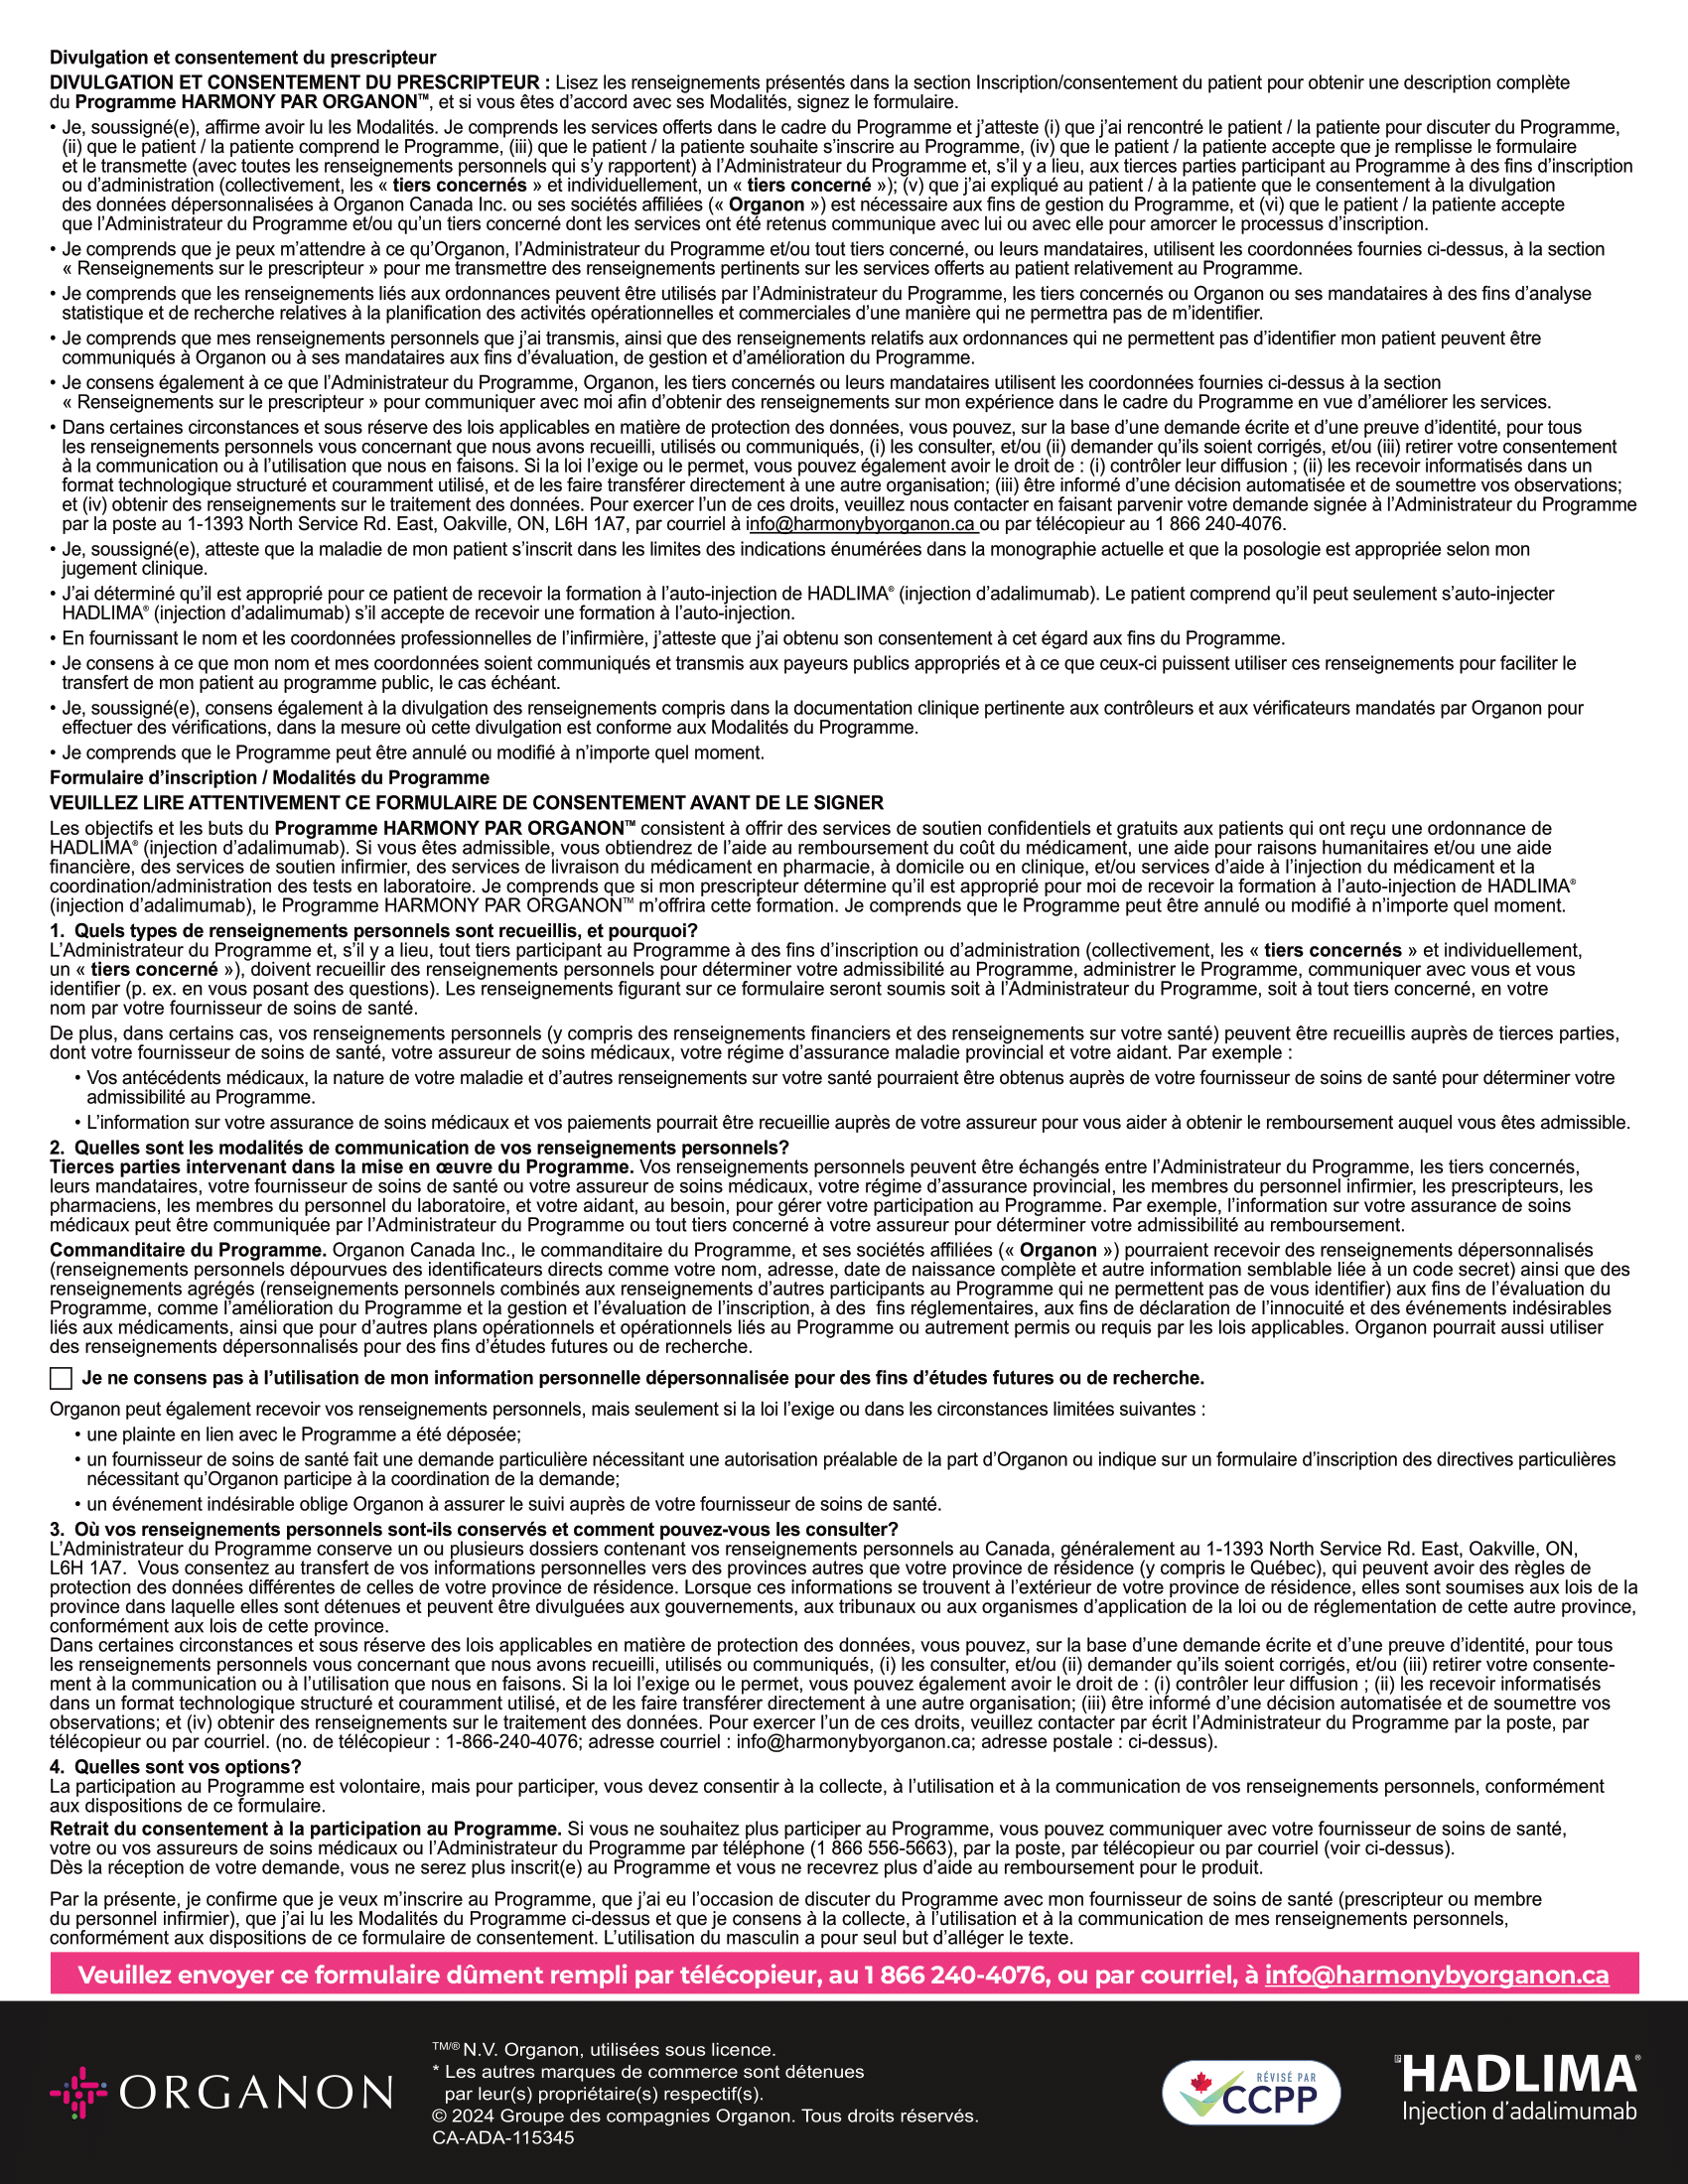 Divulgation et consentement du prescripteur
DIVULGATION ET CONSENTEMENT DU PRESCRIPTEUR : Lisez les renseignements présentés dans la section Inscription/consentement du patient pour obtenir une description complète
du Programme HARMONY PAR ORGANON™, et si vous êtes d’accord avec ses Modalités, signez le formulaire.
• Je, soussigné(e), affirme avoir lu les Modalités. Je comprends les services offerts dans le cadre du Programme et j’atteste (i) que j’ai rencontré le patient / la patiente pour discuter du Programme,
(ii) que le patient / la patiente comprend le Programme, (iii) que le patient / la patiente souhaite s’inscrire au Programme, (iv) que le patient / la patiente accepte que je remplisse le formulaire
et le transmette (avec toutes les renseignements personnels qui s’y rapportent) à l’Administrateur du Programme et, s’il y a lieu, aux tierces parties participant au Programme à des fins d’inscription
ou d’administration (collectivement, les « tiers concernés » et individuellement, un « tiers concerné »); (v) que j’ai expliqué au patient / à la patiente que le consentement à la divulgation
des données dépersonnalisées à Organon Canada Inc. ou ses sociétés affiliées (« Organon ») est nécessaire aux fins de gestion du Programme, et (vi) que le patient / la patiente accepte
que l’Administrateur du Programme et/ou qu’un tiers concerné dont les services ont été retenus communique avec lui ou avec elle pour amorcer le processus d’inscription.
• Je comprends que je peux m’attendre à ce qu’Organon, l’Administrateur du Programme et/ou tout tiers concerné, ou leurs mandataires, utilisent les coordonnées fournies ci-dessus, à la section
« Renseignements sur le prescripteur » pour me transmettre des renseignements pertinents sur les services offerts au patient relativement au Programme.
• Je comprends que les renseignements liés aux ordonnances peuvent être utilisés par l’Administrateur du Programme, les tiers concernés ou Organon ou ses mandataires à des fins d’analyse
statistique et de recherche relatives à la planification des activités opérationnelles et commerciales d’une manière qui ne permettra pas de m’identifier.
• Je comprends que mes renseignements personnels que j’ai transmis, ainsi que des renseignements relatifs aux ordonnances qui ne permettent pas d’identifier mon patient peuvent être
communiqués à Organon ou à ses mandataires aux fins d’évaluation, de gestion et d’amélioration du Programme.
• Je consens également à ce que l’Administrateur du Programme, Organon, les tiers concernés ou leurs mandataires utilisent les coordonnées fournies ci-dessus à la section
« Renseignements sur le prescripteur » pour communiquer avec moi afin d’obtenir des renseignements sur mon expérience dans le cadre du Programme en vue d’améliorer les services.
• Dans certaines circonstances et sous réserve des lois applicables en matière de protection des données, vous pouvez, sur la base d’une demande écrite et d’une preuve d’identité, pour tous
les renseignements personnels vous concernant que nous avons recueilli, utilisés ou communiqués, (i) les consulter, et/ou (ii) demander qu’ils soient corrigés, et/ou (iii) retirer votre consentement
à la communication ou à l’utilisation que nous en faisons. Si la loi l’exige ou le permet, vous pouvez également avoir le droit de : (i) contrôler leur diffusion ; (ii) les recevoir informatisés dans un
format technologique structuré et couramment utilisé, et de les faire transférer directement à une autre organisation; (iii) être informé d’une décision automatisée et de soumettre vos observations;
et (iv) obtenir des renseignements sur le traitement des données. Pour exercer l’un de ces droits, veuillez nous contacter en faisant parvenir votre demande signée à l’Administrateur du Programme
par la poste au 1-1393 North Service Rd. East, Oakville, ON, L6H 1A7, par courriel à info@harmonybyorganon.ca ou par télécopieur au 1 866 240-4076.
• Je, soussigné(e), atteste que la maladie de mon patient s’inscrit dans les limites des indications énumérées dans la monographie actuelle et que la posologie est appropriée selon mon
jugement clinique.
• J’ai déterminé qu’il est approprié pour ce patient de recevoir la formation à l’auto-injection de HADLIMA® (injection d’adalimumab). Le patient comprend qu’il peut seulement s’auto-injecter
HADLIMA® (injection d’adalimumab) s’il accepte de recevoir une formation à l’auto-injection.
• En fournissant le nom et les coordonnées professionnelles de l’infirmière, j’atteste que j’ai obtenu son consentement à cet égard aux fins du Programme.
• Je consens à ce que mon nom et mes coordonnées soient communiqués et transmis aux payeurs publics appropriés et à ce que ceux-ci puissent utiliser ces renseignements pour faciliter le
transfert de mon patient au programme public, le cas échéant.
• Je, soussigné(e), consens également à la divulgation des renseignements compris dans la documentation clinique pertinente aux contrôleurs et aux vérificateurs mandatés par Organon pour
effectuer des vérifications, dans la mesure où cette divulgation est conforme aux Modalités du Programme.
• Je comprends que le Programme peut être annulé ou modifié à n’importe quel moment.
Formulaire d’inscription / Modalités du Programme
VEUILLEZ LIRE ATTENTIVEMENT CE FORMULAIRE DE CONSENTEMENT AVANT DE LE SIGNER
Les objectifs et les buts du Programme HARMONY PAR ORGANON™ consistent à offrir des services de soutien confidentiels et gratuits aux patients qui ont reçu une ordonnance de
HADLIMA® (injection d’adalimumab). Si vous êtes admissible, vous obtiendrez de l’aide au remboursement du coût du médicament, une aide pour raisons humanitaires et/ou une aide
financière, des services de soutien infirmier, des services de livraison du médicament en pharmacie, à domicile ou en clinique, et/ou services d’aide à l’injection du médicament et la
coordination/administration des tests en laboratoire. Je comprends que si mon prescripteur détermine qu’il est approprié pour moi de recevoir la formation à l’auto-injection de HADLIMA®
(injection d’adalimumab), le Programme HARMONY PAR ORGANON™ m’offrira cette formation. Je comprends que le Programme peut être annulé ou modifié à n’importe quel moment.
1. Quels types de renseignements personnels sont recueillis, et pourquoi?
L’Administrateur du Programme et, s’il y a lieu, tout tiers participant au Programme à des fins d’inscription ou d’administration (collectivement, les « tiers concernés » et individuellement,
un « tiers concerné »), doivent recueillir des renseignements personnels pour déterminer votre admissibilité au Programme, administrer le Programme, communiquer avec vous et vous
identifier (p. ex. en vous posant des questions). Les renseignements figurant sur ce formulaire seront soumis soit à l’Administrateur du Programme, soit à tout tiers concerné, en votre
nom par votre fournisseur de soins de santé.
De plus, dans certains cas, vos renseignements personnels (y compris des renseignements financiers et des renseignements sur votre santé) peuvent être recueillis auprès de tierces parties,
dont votre fournisseur de soins de santé, votre assureur de soins médicaux, votre régime d’assurance maladie provincial et votre aidant. Par exemple :
• Vos antécédents médicaux, la nature de votre maladie et d’autres renseignements sur votre santé pourraient être obtenus auprès de votre fournisseur de soins de santé pour déterminer votre
admissibilité au Programme.
• L’information sur votre assurance de soins médicaux et vos paiements pourrait être recueillie auprès de votre assureur pour vous aider à obtenir le remboursement auquel vous êtes admissible.
2. Quelles sont les modalités de communication de vos renseignements personnels?
Tierces parties intervenant dans la mise en œuvre du Programme. Vos renseignements personnels peuvent être échangés entre l’Administrateur du Programme, les tiers concernés,
leurs mandataires, votre fournisseur de soins de santé ou votre assureur de soins médicaux, votre régime d’assurance provincial, les membres du personnel infirmier, les prescripteurs, les
pharmaciens, les membres du personnel du laboratoire, et votre aidant, au besoin, pour gérer votre participation au Programme. Par exemple, l’information sur votre assurance de soins
médicaux peut être communiquée par l’Administrateur du Programme ou tout tiers concerné à votre assureur pour déterminer votre admissibilité au remboursement.
Commanditaire du Programme. Organon Canada Inc., le commanditaire du Programme, et ses sociétés affiliées (« Organon ») pourraient recevoir des renseignements dépersonnalisés
(renseignements personnels dépourvues des identificateurs directs comme votre nom, adresse, date de naissance complète et autre information semblable liée à un code secret) ainsi que des
renseignements agrégés (renseignements personnels combinés aux renseignements d’autres participants au Programme qui ne permettent pas de vous identifier) aux fins de l’évaluation du
Programme, comme l’amélioration du Programme et la gestion et l’évaluation de l’inscription, à des fins réglementaires, aux fins de déclaration de l’innocuité et des événements indésirables
liés aux médicaments, ainsi que pour d’autres plans opérationnels et opérationnels liés au Programme ou autrement permis ou requis par les lois applicables. Organon pourrait aussi utiliser
des renseignements dépersonnalisés pour des fins d’études futures ou de recherche.
Je ne consens pas à l’utilisation de mon information personnelle dépersonnalisée pour des fins d’études futures ou de recherche.
Organon peut également recevoir vos renseignements personnels, mais seulement si la loi l’exige ou dans les circonstances limitées suivantes :
• une plainte en lien avec le Programme a été déposée;
• un fournisseur de soins de santé fait une demande particulière nécessitant une autorisation préalable de la part d’Organon ou indique sur un formulaire d’inscription des directives particulières
nécessitant qu’Organon participe à la coordination de la demande;
• un événement indésirable oblige Organon à assurer le suivi auprès de votre fournisseur de soins de santé.
3. Où vos renseignements personnels sont-ils conservés et comment pouvez-vous les consulter?
L’Administrateur du Programme conserve un ou plusieurs dossiers contenant vos renseignements personnels au Canada, généralement au 1-1393 North Service Rd. East, Oakville, ON,
L6H 1A7. Vous consentez au transfert de vos informations personnelles vers des provinces autres que votre province de résidence (y compris le Québec), qui peuvent avoir des règles de
protection des données différentes de celles de votre province de résidence. Lorsque ces informations se trouvent à l’extérieur de votre province de résidence, elles sont soumises aux lois de la
province dans laquelle elles sont détenues et peuvent être divulguées aux gouvernements, aux tribunaux ou aux organismes d’application de la loi ou de réglementation de cette autre province,
conformément aux lois de cette province.
Dans certaines circonstances et sous réserve des lois applicables en matière de protection des données, vous pouvez, sur la base d’une demande écrite et d’une preuve d’identité, pour tous
les renseignements personnels vous concernant que nous avons recueilli, utilisés ou communiqués, (i) les consulter, et/ou (ii) demander qu’ils soient corrigés, et/ou (iii) retirer votre consente-
ment à la communication ou à l’utilisation que nous en faisons. Si la loi l’exige ou le permet, vous pouvez également avoir le droit de : (i) contrôler leur diffusion ; (ii) les recevoir informatisés
dans un format technologique structuré et couramment utilisé, et de les faire transférer directement à une autre organisation; (iii) être informé d’une décision automatisée et de soumettre vos
observations; et (iv) obtenir des renseignements sur le traitement des données. Pour exercer l’un de ces droits, veuillez contacter par écrit l’Administrateur du Programme par la poste, par
télécopieur ou par courriel. (no. de télécopieur : 1-866-240-4076; adresse courriel : info@harmonybyorganon.ca; adresse postale : ci-dessus).
4. Quelles sont vos options?
La participation au Programme est volontaire, mais pour participer, vous devez consentir à la collecte, à l’utilisation et à la communication de vos renseignements personnels, conformément
aux dispositions de ce formulaire.
Retrait du consentement à la participation au Programme. Si vous ne souhaitez plus participer au Programme, vous pouvez communiquer avec votre fournisseur de soins de santé,
votre ou vos assureurs de soins médicaux ou l’Administrateur du Programme par téléphone (1 866 556-5663), par la poste, par télécopieur ou par courriel (voir ci-dessus).
Dès la réception de votre demande, vous ne serez plus inscrit(e) au Programme et vous ne recevrez plus d’aide au remboursement pour le produit.
Par la présente, je confirme que je veux m’inscrire au Programme, que j’ai eu l’occasion de discuter du Programme avec mon fournisseur de soins de santé (prescripteur ou membre
du personnel infirmier), que j’ai lu les Modalités du Programme ci-dessus et que je consens à la collecte, à l’utilisation et à la communication de mes renseignements personnels,
conformément aux dispositions de ce formulaire de consentement. L’utilisation du masculin a pour seul but d’alléger le texte.
Veuillez envoyer ce formulaire dûment rempli par télécopieur, au 1 866 240-4076, ou par courriel, à info@harmonybyorganon.ca
ORGANON
TM/® N.V. Organon, utilisées sous licence.
* Les autres marques de commerce sont détenues
par leur(s) propriétaire(s) respectif(s).
© 2024 Groupe des compagnies Organon. Tous droits réservés.
CA-ADA-115345
RÉVISÉ PAR
CCPP
HADLIMA®
Injection d’adalimumab